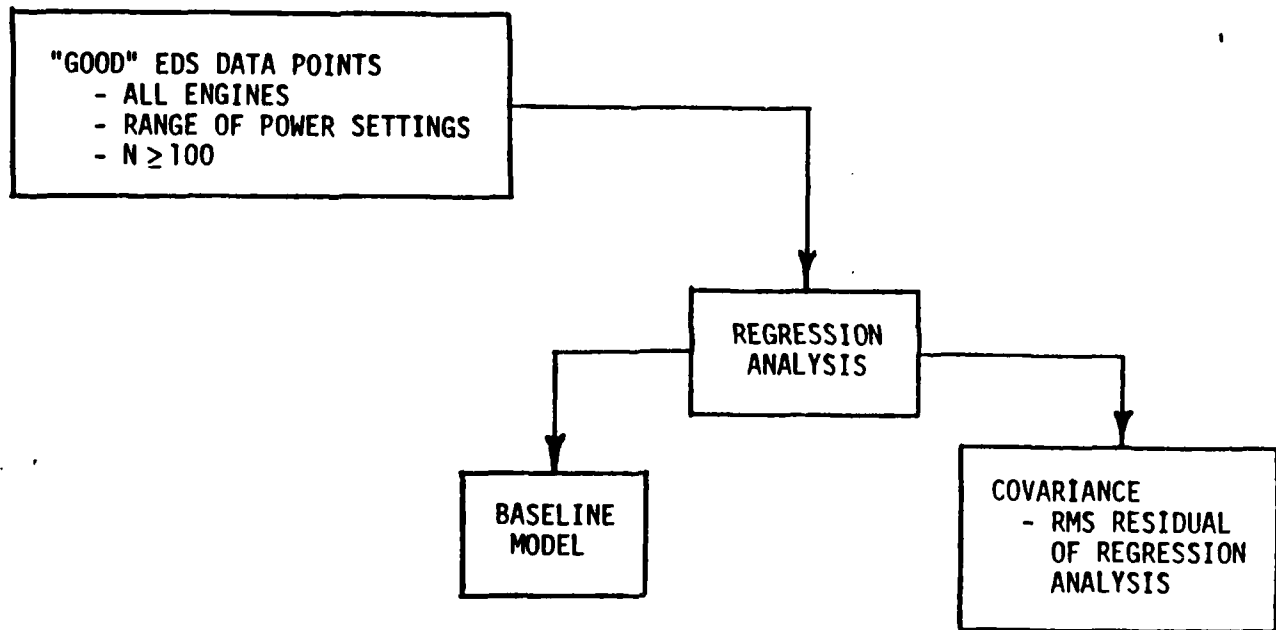 "GOOD" EDS DATA POINTS
- ALL ENGINES
- RANGE OF POWER SETTINGS
- N ≥ 100
REGRESSION
ANALYSIS
BASELINE
MODEL
COVARIANCE
- RMS RESIDUAL
OF REGRESSION
ANALYSIS